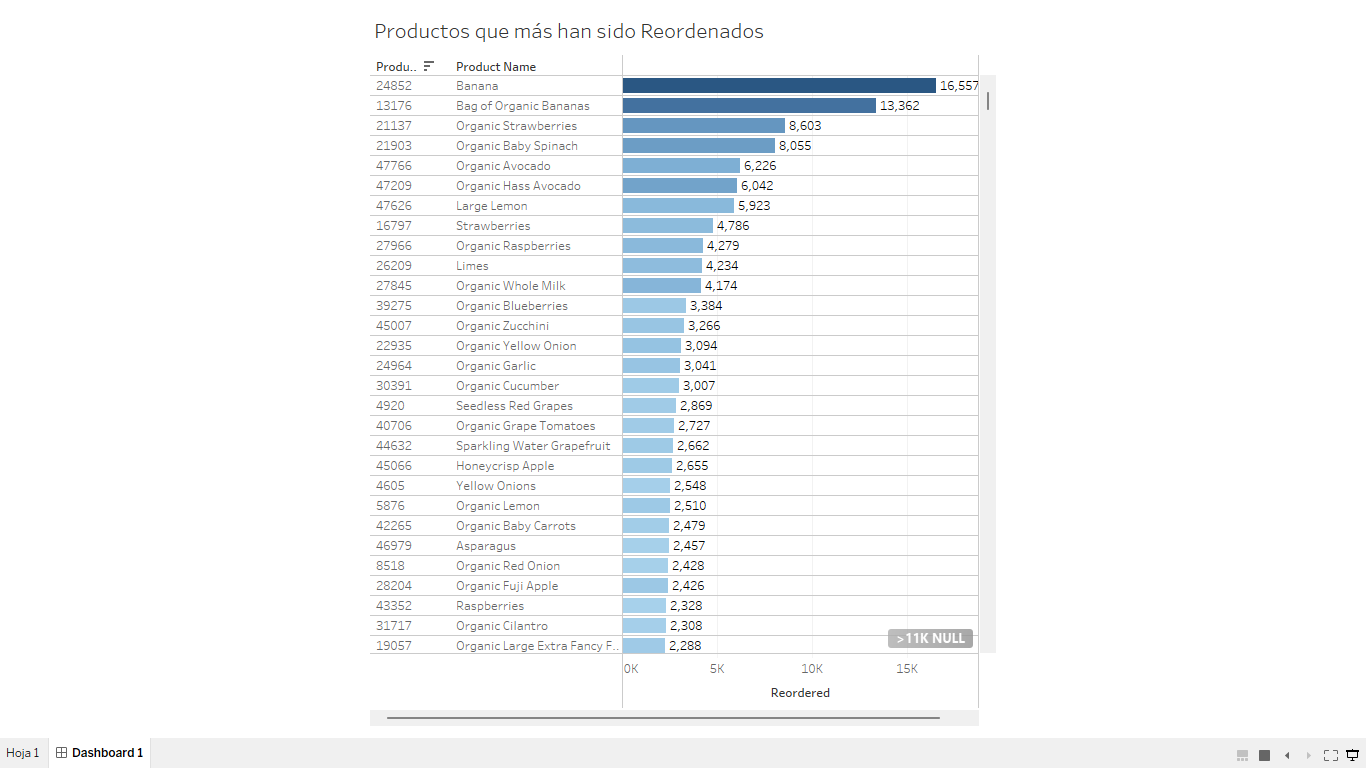 Productos que más han sido Reordenados
Produ.. Product Name
24852 Banana 16,557
13176 Bag of Organic Bananas 13,362
21137 Organic Strawberries 8,603
21903 Organic Baby Spinach 8,055
47766 Organic Avocado 6,226
47209 Organic Hass Avocado 6,042
47626 Large Lemon 5,923
16797 Strawberries 4,786
27966 Organic Raspberries 4,279
26209 Limes 4,234
27845 Organic Whole Milk 4,174
39275 Organic Blueberries 3,384
45007 Organic Zucchini 3,266
22935 Organic Yellow Onion 3,094
24964 Organic Garlic 3,041
30391 Organic Cucumber 3,007
4920 Seedless Red Grapes 2,869
40706 Organic Grape Tomatoes 2,727
44632 Sparkling Water Grapefruit 2,662
45066 Honeycrisp Apple 2,655
4605 Yellow Onions 2,548
5876 Organic Lemon 2,510
42265 Organic Baby Carrots 2,479
46979 Asparagus 2,457
8518 Organic Red Onion 2,428
28204 Organic Fuji Apple 2,426
43352 Raspberries 2,328
31717 Organic Cilantro 2,308
19057 Organic Large Extra Fancy F.. 2,288
>11K NULL
0K 5K 10K 15K
Reordered
Hoja 1 Dashboard 1